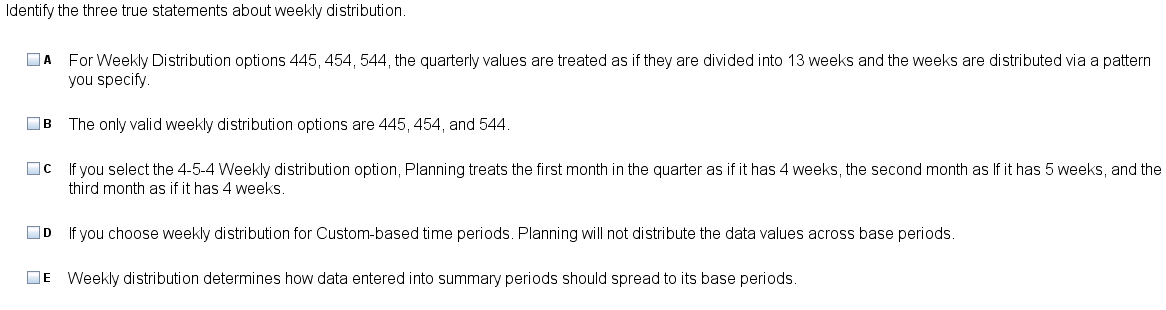 Identify the three true statements about weekly distribution.
A For Weekly Distribution options 445, 454, 544, the quarterly values are treated as if they are divided into 13 weeks and the weeks are distributed via a pattern
you specify.
B The only valid weekly distribution options are 445, 454, and 544.
C If you select the 4-5-4 Weekly distribution option, Planning treats the first month in the quarter as if it has 4 weeks, the second month as If it has 5 weeks, and the
third month as if it has 4 weeks.
D If you choose weekly distribution for Custom-based time periods. Planning will not distribute the data values across base periods.
E Weekly distribution determines how data entered into summary periods should spread to its base periods.